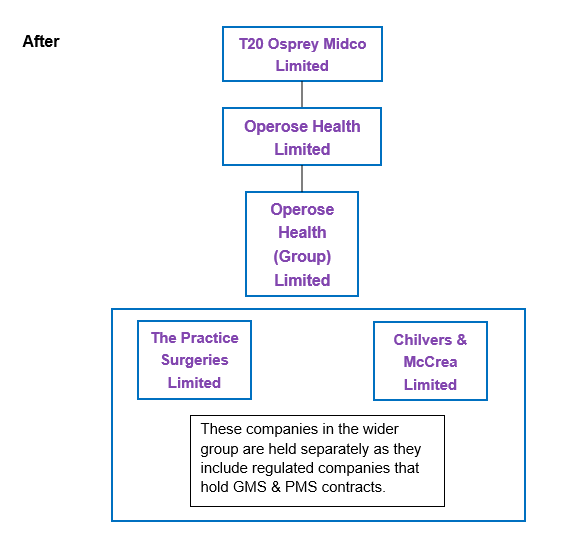 After
T20 Osprey Midco
Limited
Operose Health
Limited
Operose
Health
(Group)
Limited
The Practice
Surgeries
Limited
Chilvers &
McCrea
Limited
These companies in the wider
group are held separately as they
include regulated companies that
hold GMS & PMS contracts.